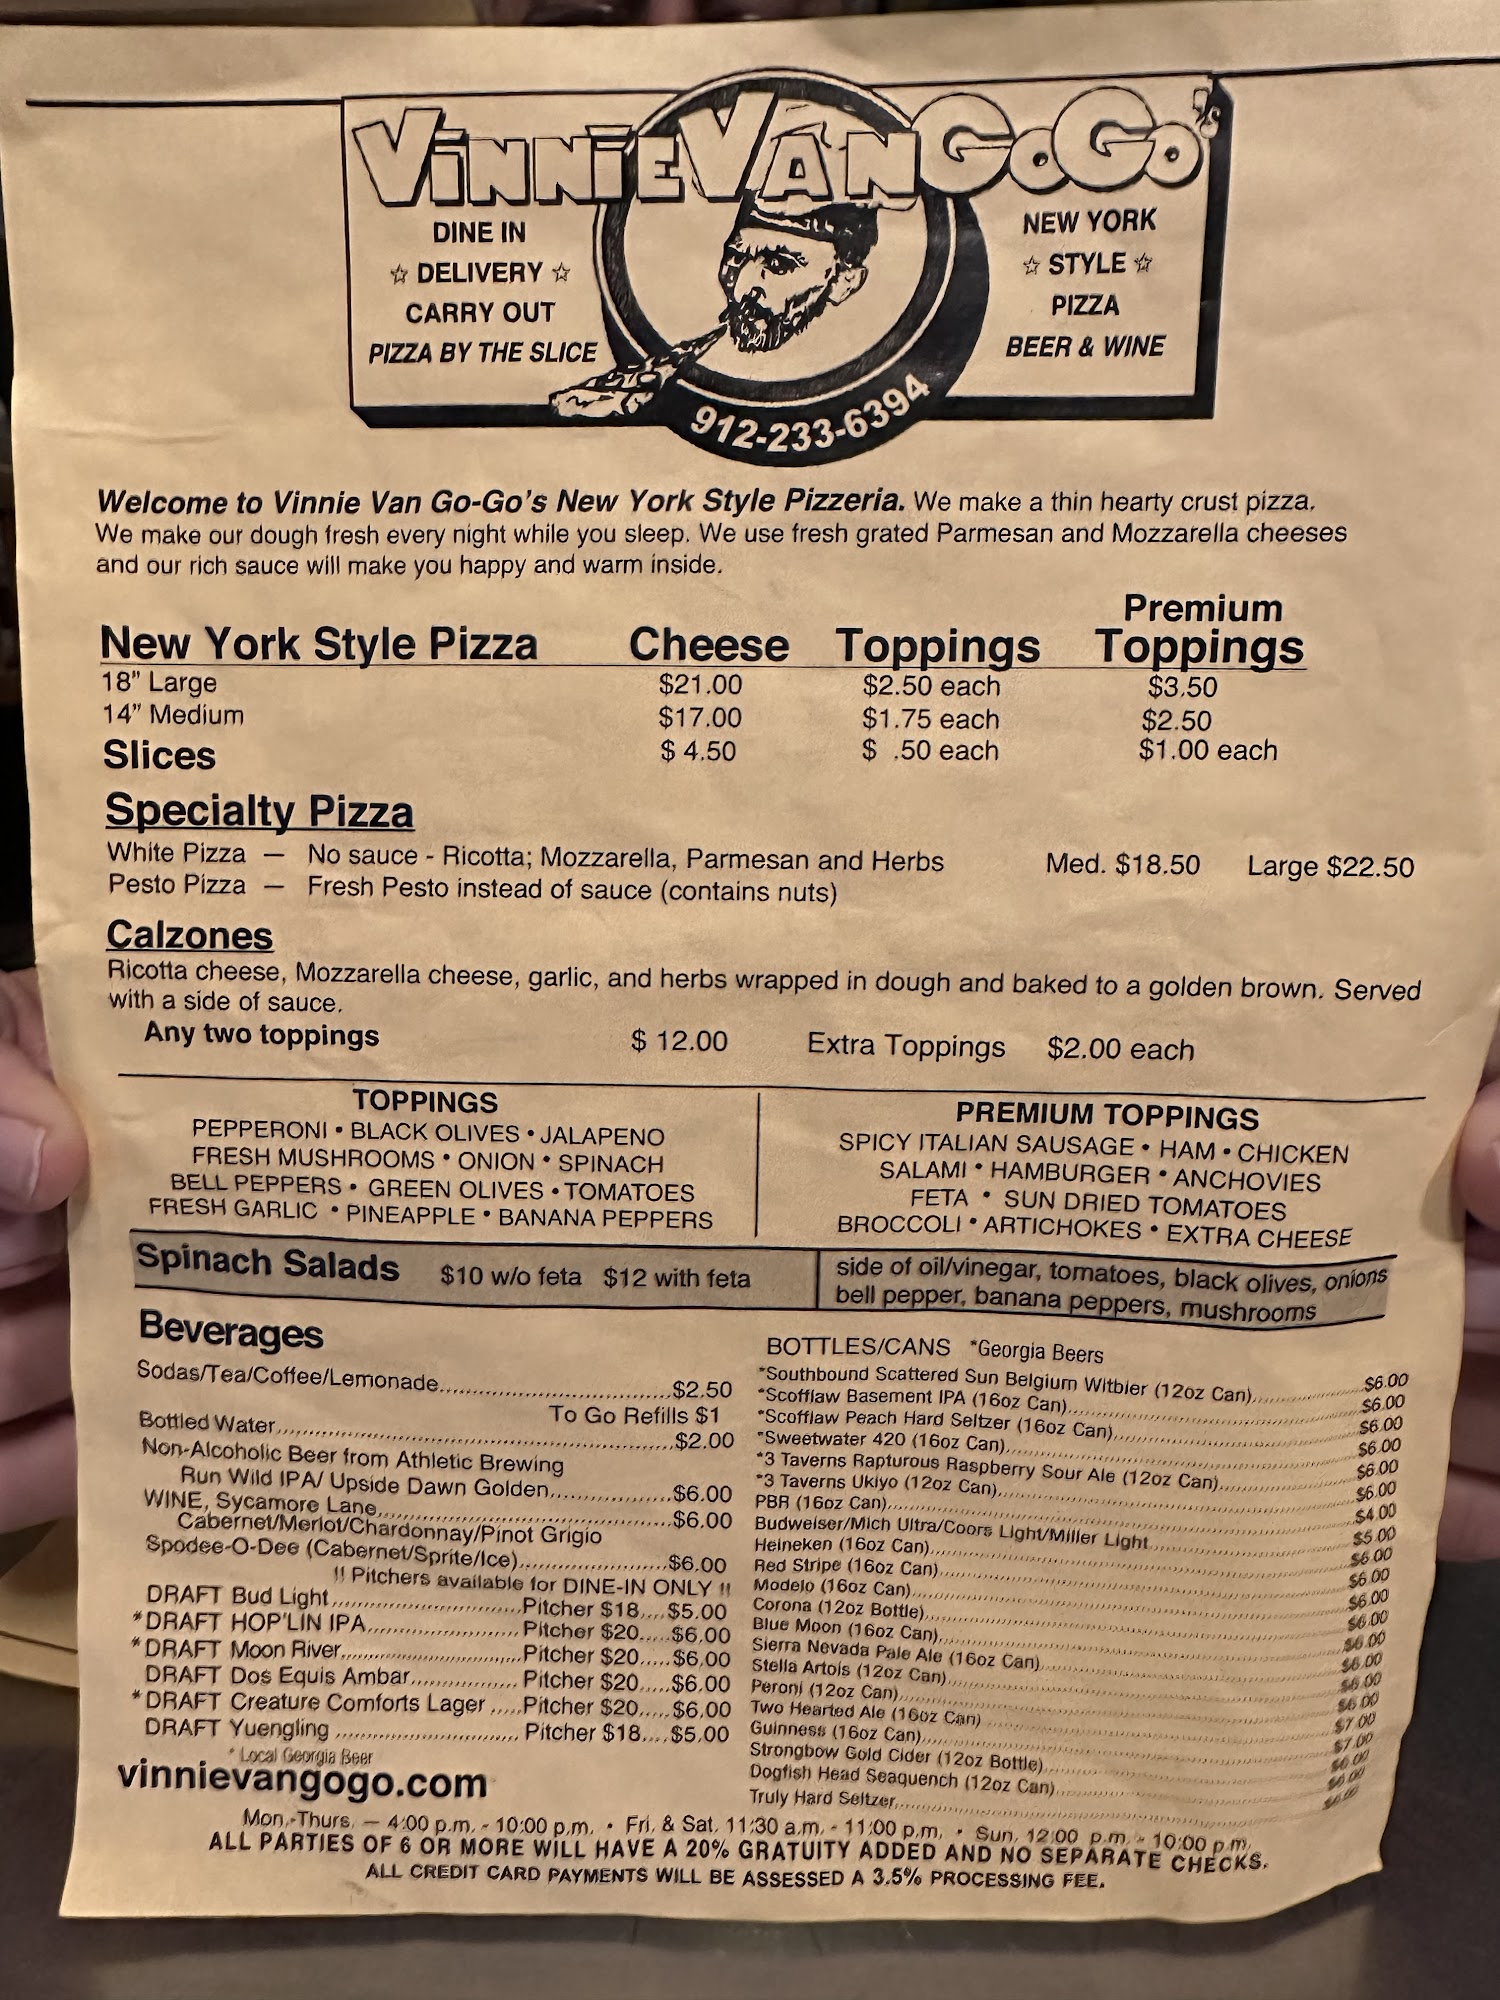 VINNIE VAN GOGO's
DINE IN
☆ DELIVERY ☆
CARRY OUT
PIZZA BY THE SLICE
NEW YORK
☆ STYLE ☆
PIZZA
BEER & WINE
912-233-6394
Welcome to Vinnie Van Go-Go's New York Style Pizzeria. We make a thin hearty crust pizza.
We make our dough fresh every night while you sleep. We use fresh grated Parmesan and Mozzarella cheeses
and our rich sauce will make you happy and warm inside.
Premium
New York Style Pizza Cheese Toppings Toppings
18" Large $21.00 $2.50 each $3.50
14" Medium $17.00 $1.75 each $2.50
Slices $ 4.50 $ .50 each $1.00 each
Specialty Pizza
White Pizza — No sauce - Ricotta; Mozzarella, Parmesan and Herbs Med. $18.50 Large $22.50
Pesto Pizza — Fresh Pesto instead of sauce (contains nuts)
Calzones
Ricotta cheese, Mozzarella cheese, garlic, and herbs wrapped in dough and baked to a golden brown. Served
with a side of sauce.
Any two toppings $ 12.00 Extra Toppings $2.00 each
TOPPINGS
PEPPERONI • BLACK OLIVES • JALAPENO
FRESH MUSHROOMS • ONION • SPINACH
BELL PEPPERS • GREEN OLIVES • TOMATOES
FRESH GARLIC • PINEAPPLE • BANANA PEPPERS
PREMIUM TOPPINGS
SPICY ITALIAN SAUSAGE • HAM • CHICKEN
SALAMI • HAMBURGER • ANCHOVIES
FETA • SUN DRIED TOMATOES
BROCCOLI • ARTICHOKES • EXTRA CHEESE
Spinach Salads $10 w/o feta $12 with feta
side of oil/vinegar, tomatoes, black olives, onions
bell pepper, banana peppers, mushrooms
Beverages
Sodas/Tea/Coffee/Lemonade..............................$2.50
To Go Refills $1
Bottled Water..............................$2.00
Non-Alcoholic Beer from Athletic Brewing
Run Wild IPA/ Upside Dawn Golden...............$6.00
WINE, Sycamore Lane..............................$6.00
Cabernet/Merlot/Chardonnay/Pinot Grigio
Spodee-O-Dee (Cabernet/Sprite/Ice)...............$6.00
!! Pitchers available for DINE-IN ONLY !!
DRAFT Bud Light..............................Pitcher $18....$5.00
*DRAFT HOP'LIN IPA..............................Pitcher $20.....$6.00
*DRAFT Moon River..............................Pitcher $20.....$6.00
DRAFT Dos Equis Ambar...............Pitcher $20.....$6.00
*DRAFT Creature Comforts Lager .....Pitcher $20.....$6.00
DRAFT Yuengling ..............................Pitcher $18....$5.00
* Local Georgia Beer
vinnievangogo.com
BOTTLES/CANS *Georgia Beers
*Southbound Scattered Sun Belgium Witbier (12oz Can)...............$6.00
*Scofflaw Basement IPA (16oz Can)...............$6.00
*Scofflaw Peach Hard Seltzer (16oz Can)...............$6.00
*Sweetwater 420 (16oz Can)...............$6.00
*3 Taverns Rapturous Raspberry Sour Ale (12oz Can)...............$6.00
*3 Taverns Ukiyo (12oz Can)...............$6.00
PBR (16oz Can)...............$4.00
Budweiser/Mich Ultra/Coors Light/Miller Light...............$5.00
Heineken (16oz Can)...............$6.00
Red Stripe (16oz Can)...............$6.00
Modelo (16oz Can)...............$6.00
Corona (12oz Bottle)...............$6.00
Blue Moon (16oz Can)...............$6.00
Sierra Nevada Pale Ale (16oz Can)...............$6.00
Stella Artois (12oz Can)...............$6.00
Peroni (12oz Can)...............$6.00
Two Hearted Ale (16oz Can)...............$7.00
Guinness (16oz Can)...............$7.00
Strongbow Gold Cider (12oz Bottle)...............$6.00
Dogfish Head Seaquench (12oz Can)...............$6.00
Truly Hard Seltzer...............$6.00
Mon.-Thurs. — 4:00 p.m. - 10:00 p.m. • Fri. & Sat. 11:30 a.m. - 11:00 p.m. • Sun. 12:00 p.m. - 10:00 p.m.
ALL PARTIES OF 6 OR MORE WILL HAVE A 20% GRATUITY ADDED AND NO SEPARATE CHECKS.
ALL CREDIT CARD PAYMENTS WILL BE ASSESSED A 3.5% PROCESSING FEE.